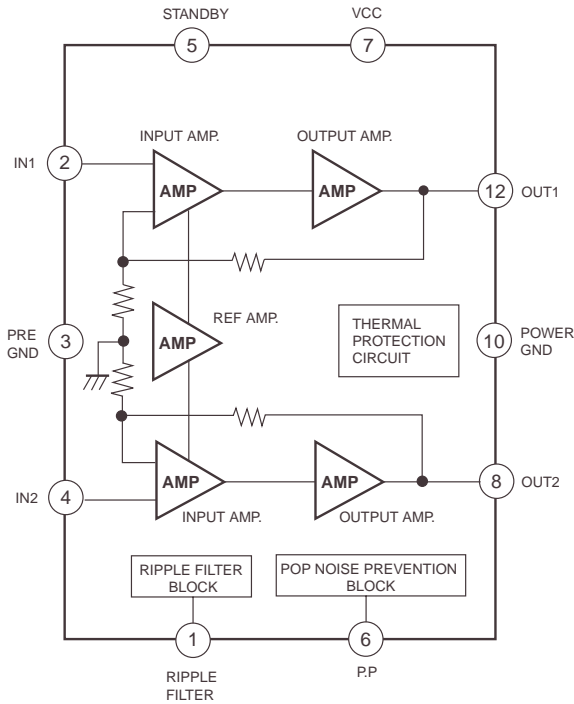 STANDBY
VCC
5
7
INPUT AMP.
OUTPUT AMP.
IN1
2
AMP
AMP
12
OUT1
REF AMP.
PRE
GND
3
AMP
THERMAL
PROTECTION
CIRCUIT
10
POWER
GND
IN2
4
AMP
AMP
8
OUT2
INPUT AMP.
OUTPUT AMP.
RIPPLE FILTER
BLOCK
POP NOISE PREVENTION
BLOCK
1
6
RIPPLE
FILTER
P.P